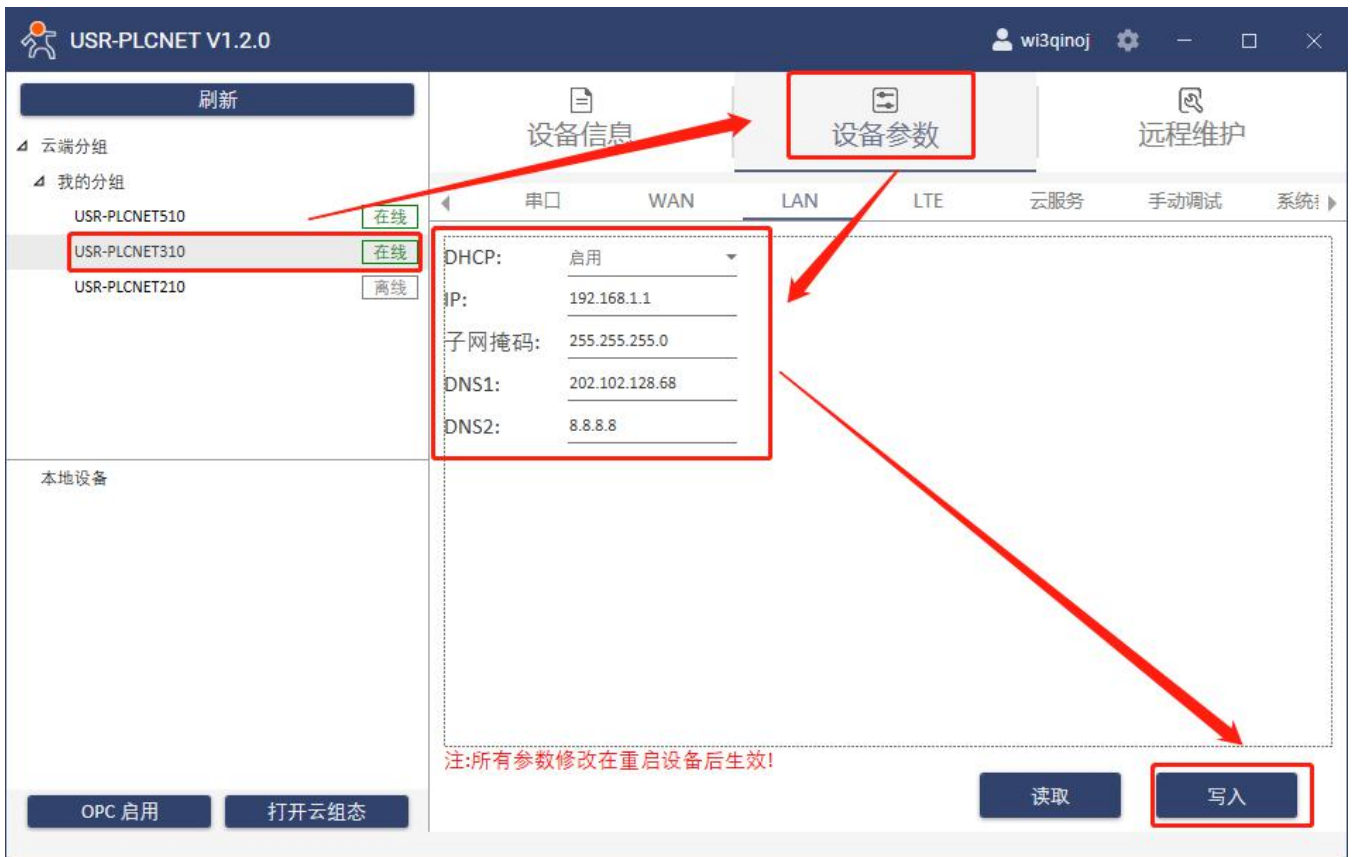 USR-PLCNET V1.2.0
wi3qinoj
刷新
云端分组
我的分组
USR-PLCNET510 在线
USR-PLCNET310 在线
USR-PLCNET210 离线
本地设备
OPC 启用 打开云组态
设备信息 设备参数 远程维护
串口 WAN LAN LTE 云服务 手动调试 系统
DHCP: 启用
IP: 192.168.1.1
子网掩码: 255.255.255.0
DNS1: 202.102.128.68
DNS2: 8.8.8.8
注:所有参数修改在重启设备后生效!
读取 写入